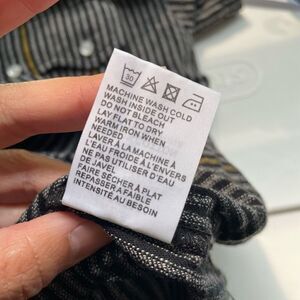 30
MACHINE WASH COLD
WASH INSIDE OUT
DO NOT BLEACH
LAY FLAT TO DRY
WARM IRON WHEN
NEEDED
LAVER À LA MACHINE À
L'EAU FROIDE À L'ENVERS
NE PAS UTILISER D'EAU
DE JAVEL
FAIRE SÉCHER À PLAT
REPASSER À FAIBLE
INTENSITÉ AU BESOIN